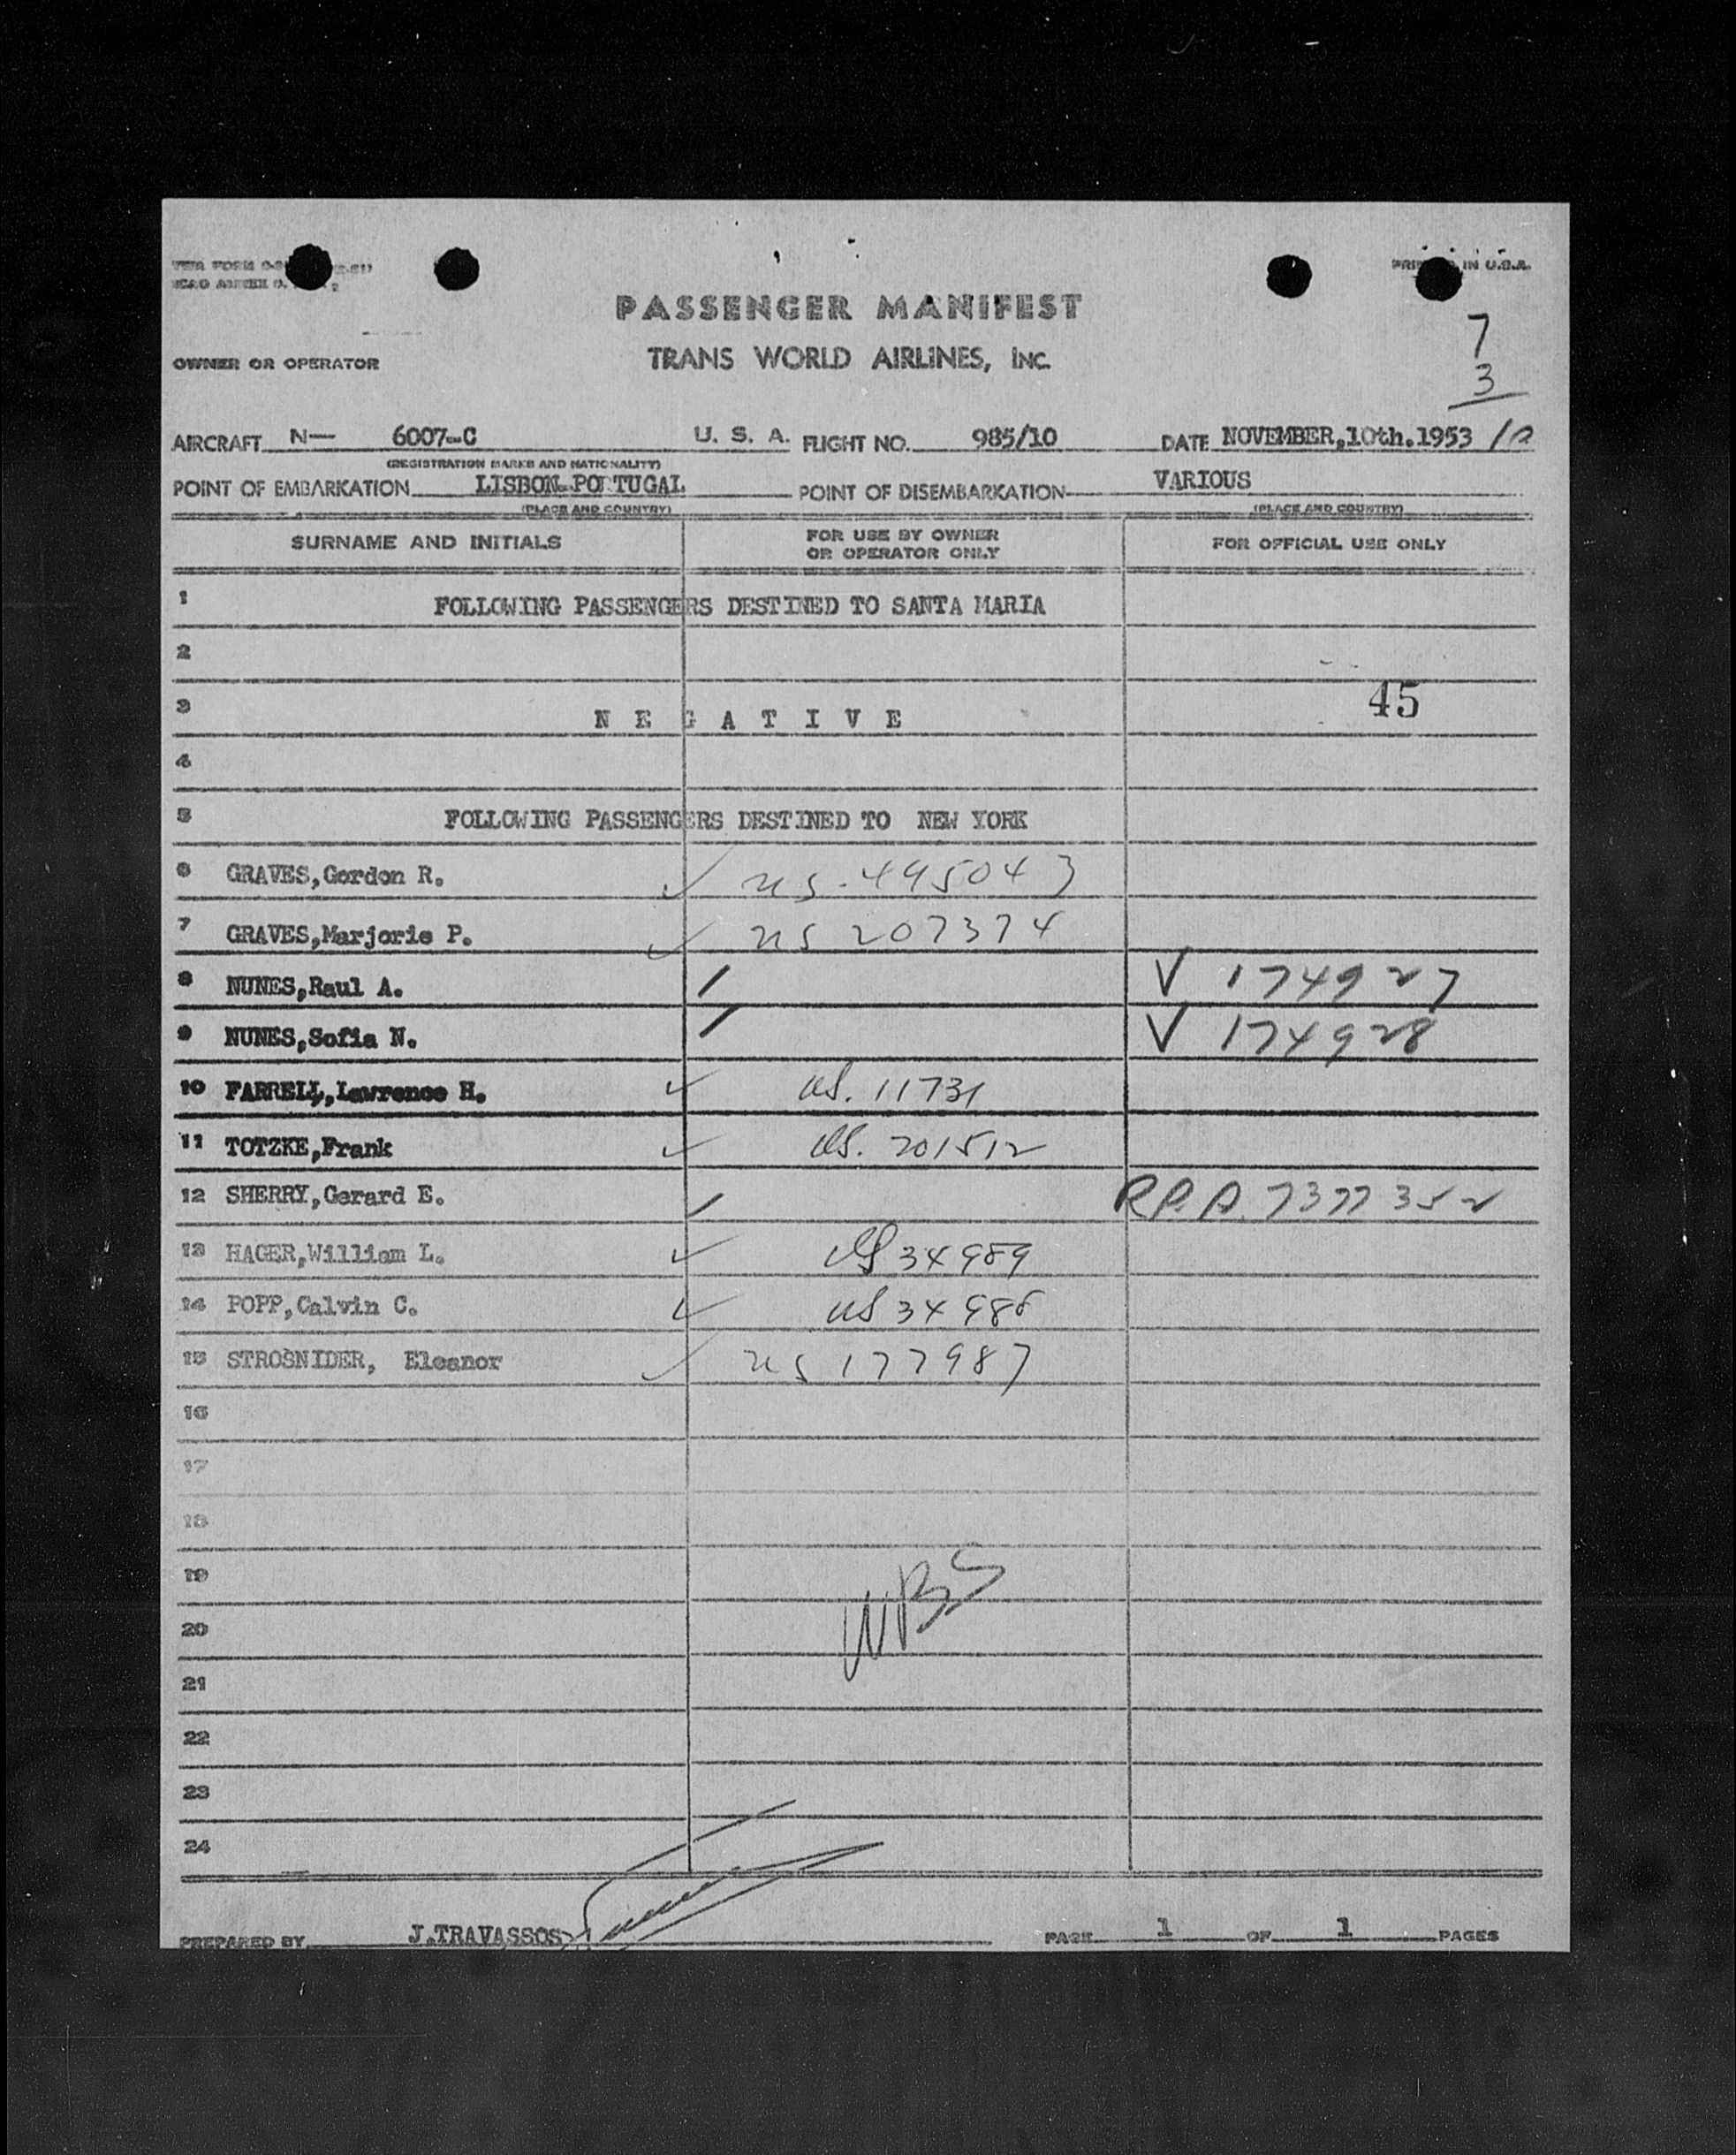 PRINTED IN U.S.A.
PASSENGER MANIFEST
7
OWNER OR OPERATOR TRANS WORLD AIRLINES, INC.
3
AIRCRAFT N— 6007-C U. S. A. FLIGHT NO. 985/10 DATE NOVEMBER,10th.1953 /10
(REGISTRATION MARKS AND NATIONALITY)
POINT OF EMBARKATION LISBON-PORTUGAL POINT OF DISEMBARKATION VARIOUS
(PLACE AND COUNTRY) (PLACE AND COUNTRY)
SURNAME AND INITIALS FOR USE BY OWNER OR OPERATOR ONLY FOR OFFICIAL USE ONLY
1 FOLLOWING PASSENGERS DESTINED TO SANTA MARIA
2
3 N E G A T I V E 45
4
5 FOLLOWING PASSENGERS DESTINED TO NEW YORK
6 GRAVES,Gordon R. ✓ US-495043
7 GRAVES,Marjorie P. ✓ US 207374
8 NUNES,Raul A. / V 174927
9 NUNES,Sofia N. / V 174928
10 FARRELL,Lawrence H. ✓ US. 11731
11 TOTZKE,Frank ✓ US. 201512
12 SHERRY,Gerard E. / R.P.A. 7377352
13 HAGER,William L. ✓ US 34989
14 POPP,Calvin C. ✓ US 34986
15 STROSNIDER, Eleanor ✓ US 177987
16
17
18
19 WBS
20
21
22
23
24
PREPARED BY J.TRAVASSOS PAGE 1 OF 1 PAGES